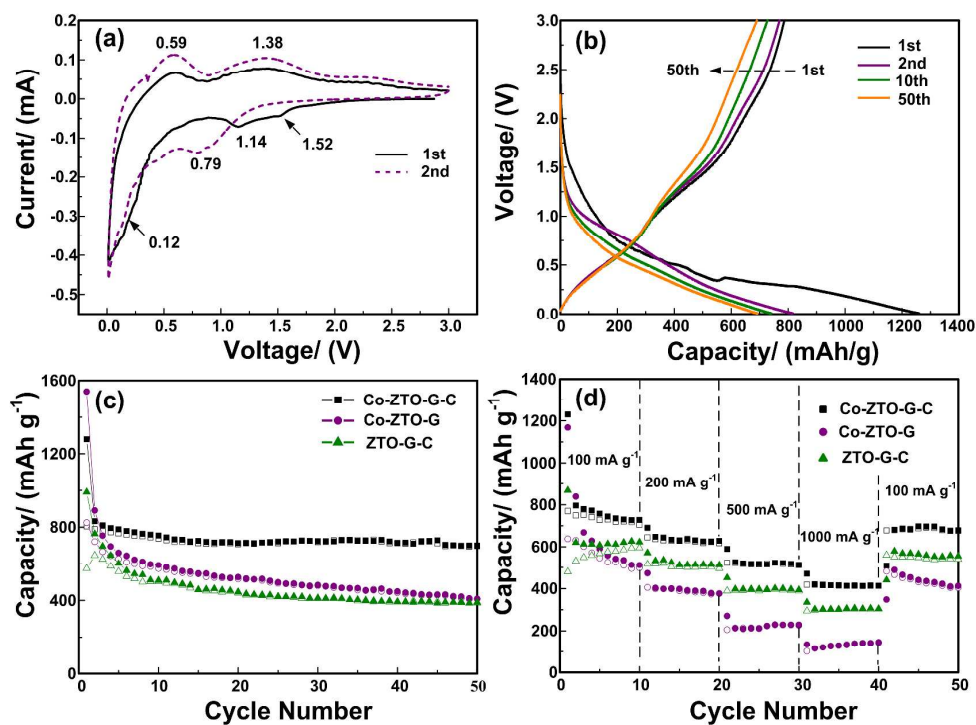 (a)
0.59
1.38
1.14
1.52
0.79
0.12
1st
2nd
0.2
0.1
0.0
-0.1
-0.2
-0.3
-0.4
-0.5
Current/ (mA)
0.0 0.5 1.0 1.5 2.0 2.5 3.0
Voltage/ (V)
(b)
1st
2nd
10th
50th
50th
1st
3.0
2.5
2.0
1.5
1.0
0.5
0.0
Voltage/ (V)
0 200 400 600 800 1000 1200 1400
Capacity/ (mAh/g)
(c)
Co-ZTO-G-C
Co-ZTO-G
ZTO-G-C
1600
1200
800
400
0
Capacity/ (mAh g-1)
0 10 20 30 40 50
Cycle Number
(d)
Co-ZTO-G-C
Co-ZTO-G
ZTO-G-C
100 mA g-1
200 mA g-1
500 mA g-1
1000 mA g-1
100 mA g-1
1400
1200
1000
800
600
400
200
0
Capacity/ (mAh g-1)
0 10 20 30 40 50
Cycle Number